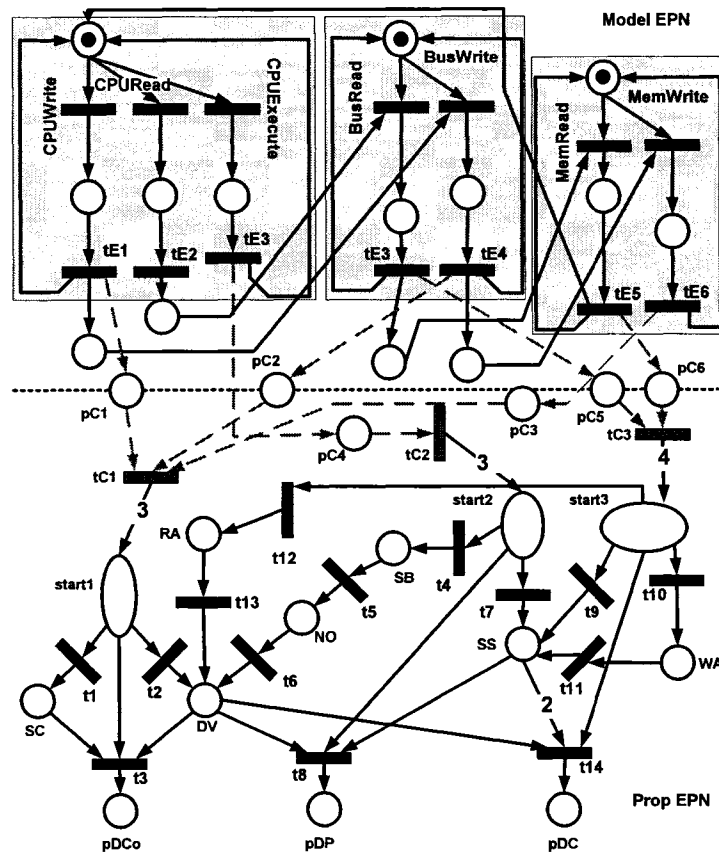 Model EPN
CPUWrite
CPURead
CPUExecute
BusRead
BusWrite
MemRead
MemWrite
tE1
tE2
tE3
tE3
tE4
tE5
tE6
pC1
pC2
pC3
pC5
pC6
pC4
tC2
tC3
tC1
3
3
4
start1
start2
start3
RA
t12
SB
t4
t5
t13
NO
t6
t7
t9
t10
t1
t2
SS
t11
WA
SC
DV
2
t3
t8
t14
pDCo
pDP
pDC
Prop EPN